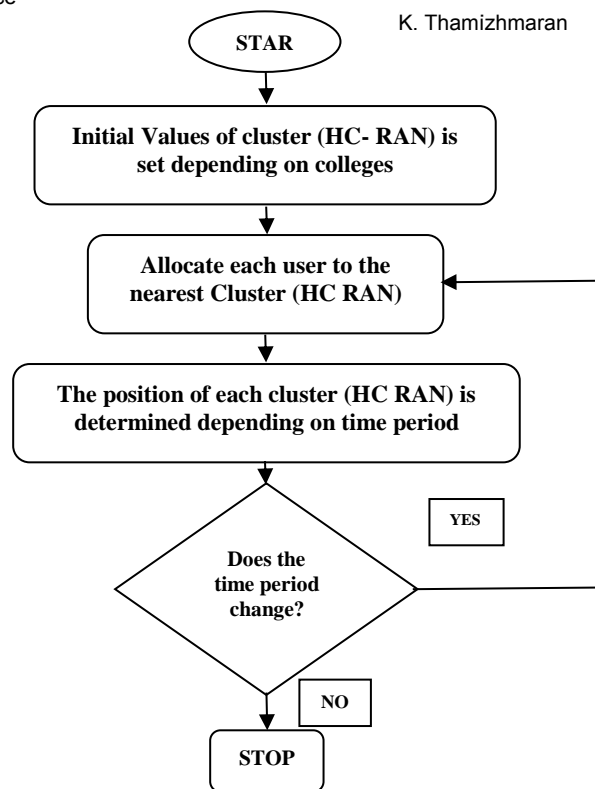 K. Thamizhmaran
STAR
Initial Values of cluster (HC- RAN) is
set depending on colleges
Allocate each user to the
nearest Cluster (HC RAN)
The position of each cluster (HC RAN) is
determined depending on time period
YES
Does the
time period
change?
NO
STOP